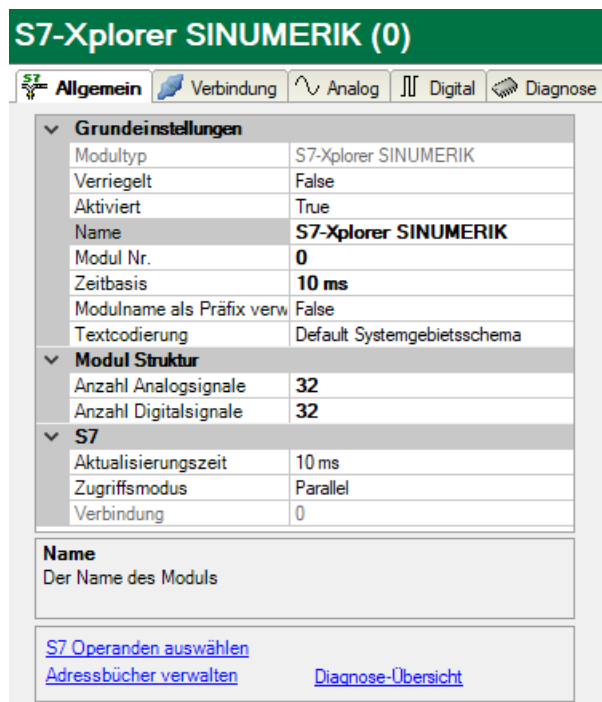 S7-Xplorer SINUMERIK (0)
S7 Allgemein Verbindung Analog Digital Diagnose
Grundeinstellungen
Modultyp S7-Xplorer SINUMERIK
Verriegelt False
Aktiviert True
Name S7-Xplorer SINUMERIK
Modul Nr. 0
Zeitbasis 10 ms
Modulname als Präfix verw False
Textcodierung Default Systemgebietsschema
Modul Struktur
Anzahl Analogsignale 32
Anzahl Digitalsignale 32
S7
Aktualisierungszeit 10 ms
Zugriffsmodus Parallel
Verbindung 0
Name
Der Name des Moduls
S7 Operanden auswählen
Adressbücher verwalten Diagnose-Übersicht